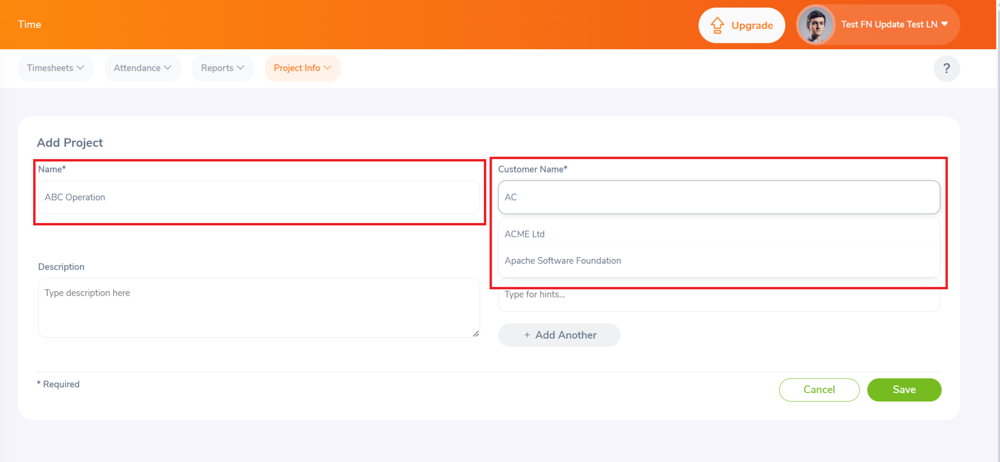 Time
Upgrade
Test FN Update Test LN
Timesheets
Attendance
Reports
Project Info
?
Add Project
Name*
Customer Name*
ABC Operation
AC
ACME Ltd
Apache Software Foundation
Description
Type description here
Type for hints...
+ Add Another
* Required
Cancel
Save